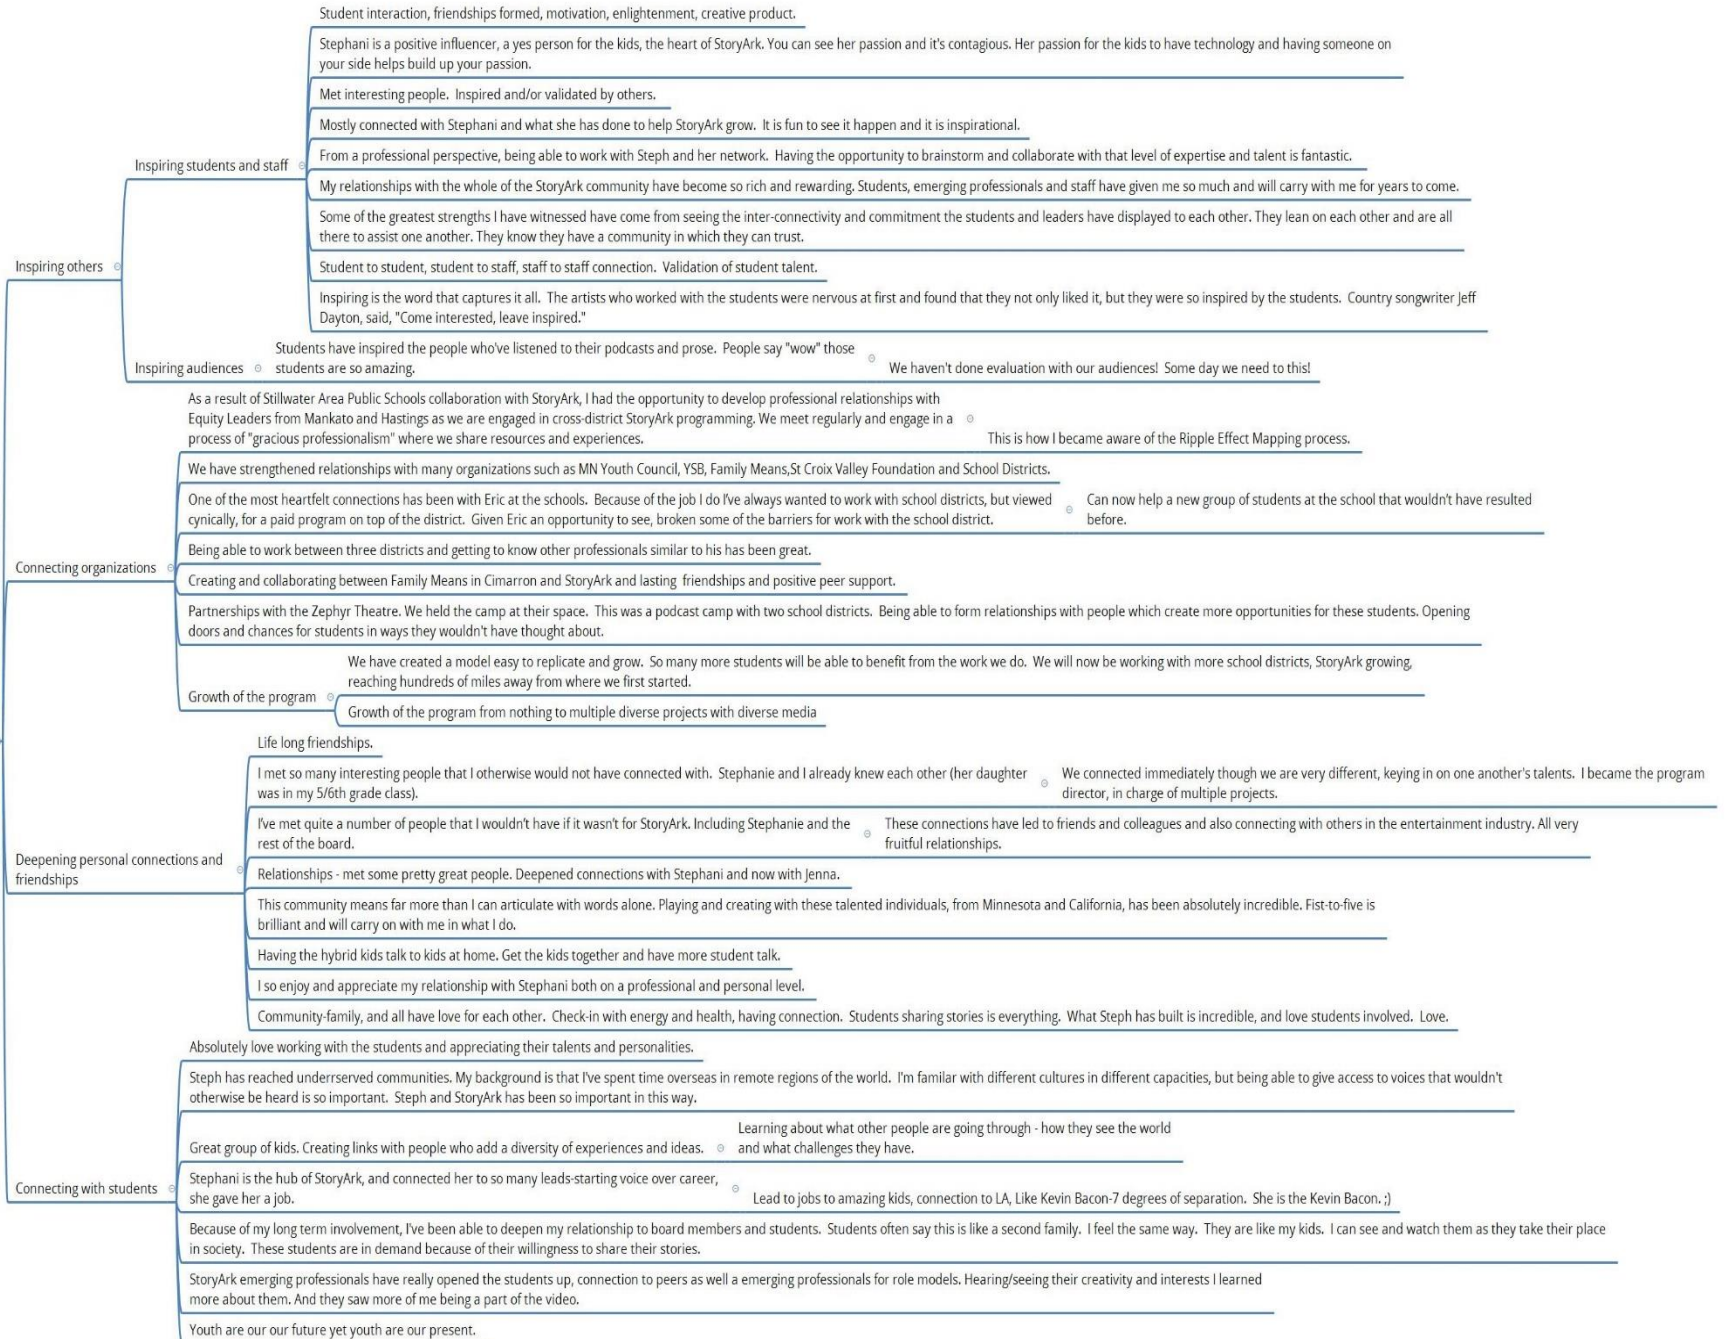 Student interaction, friendships formed, motivation, enlightenment, creative product.
Stephani is a positive influencer, a yes person for the kids, the heart of StoryArk. You can see her passion and it's contagious. Her passion for the kids to have technology and having someone on
your side helps build up your passion.
Met interesting people. Inspired and/or validated by others.
Mostly connected with Stephani and what she has done to help StoryArk grow. It is fun to see it happen and it is inspirational.
Inspiring students and staff
From a professional perspective, being able to work with Steph and her network. Having the opportunity to brainstorm and collaborate with that level of expertise and talent is fantastic.
My relationships with the whole of the StoryArk community have become so rich and rewarding. Students, emerging professionals and staff have given me so much and will carry with me for years to come.
Some of the greatest strengths I have witnessed have come from seeing the inter-connectivity and commitment the students and leaders have displayed to each other. They lean on each other and are all
there to assist one another. They know they have a community in which they can trust.
Inspiring others
Student to student, student to staff, staff to staff connection. Validation of student talent.
Inspiring is the word that captures it all. The artists who worked with the students were nervous at first and found that they not only liked it, but they were so inspired by the students. Country songwriter Jeff
Dayton, said, "Come interested, leave inspired."
Inspiring audiences
Students have inspired the people who've listened to their podcasts and prose. People say "wow" those
students are so amazing.
We haven't done evaluation with our audiences! Some day we need to this!
As a result of Stillwater Area Public Schools collaboration with StoryArk, I had the opportunity to develop professional relationships with
Equity Leaders from Mankato and Hastings as we are engaged in cross-district StoryArk programming. We meet regularly and engage in a
process of "gracious professionalism" where we share resources and experiences.
This is how I became aware of the Ripple Effect Mapping process.
We have strengthened relationships with many organizations such as MN Youth Council, YSB, Family Means,St Croix Valley Foundation and School Districts.
One of the most heartfelt connections has been with Eric at the schools. Because of the job I do I've always wanted to work with school districts, but viewed
cynically, for a paid program on top of the district. Given Eric an opportunity to see, broken some of the barriers for work with the school district.
Can now help a new group of students at the school that wouldn't have resulted
before.
Being able to work between three districts and getting to know other professionals similar to his has been great.
Connecting organizations
Creating and collaborating between Family Means in Cimarron and StoryArk and lasting friendships and positive peer support.
Partnerships with the Zephyr Theatre. We held the camp at their space. This was a podcast camp with two school districts. Being able to form relationships with people which create more opportunities for these students. Opening
doors and chances for students in ways they wouldn't have thought about.
Growth of the program
We have created a model easy to replicate and grow. So many more students will be able to benefit from the work we do. We will now be working with more school districts, StoryArk growing,
reaching hundreds of miles away from where we first started.
Growth of the program from nothing to multiple diverse projects with diverse media
Life long friendships.
I met so many interesting people that I otherwise would not have connected with. Stephanie and I already knew each other (her daughter
was in my 5/6th grade class).
We connected immediately though we are very different, keying in on one another's talents. I became the program
director, in charge of multiple projects.
I've met quite a number of people that I wouldn't have if it wasn't for StoryArk. Including Stephanie and the
rest of the board.
These connections have led to friends and colleagues and also connecting with others in the entertainment industry. All very
fruitful relationships.
Deepening personal connections and
friendships
Relationships - met some pretty great people. Deepened connections with Stephani and now with Jenna.
This community means far more than I can articulate with words alone. Playing and creating with these talented individuals, from Minnesota and California, has been absolutely incredible. Fist-to-five is
brilliant and will carry on with me in what I do.
Having the hybrid kids talk to kids at home. Get the kids together and have more student talk.
I so enjoy and appreciate my relationship with Stephani both on a professional and personal level.
Community-family, and all have love for each other. Check-in with energy and health, having connection. Students sharing stories is everything. What Steph has built is incredible, and love students involved. Love.
Absolutely love working with the students and appreciating their talents and personalities.
Steph has reached underrserved communities. My background is that I've spent time overseas in remote regions of the world. I'm familar with different cultures in different capacities, but being able to give access to voices that wouldn't
otherwise be heard is so important. Steph and StoryArk has been so important in this way.
Great group of kids. Creating links with people who add a diversity of experiences and ideas.
Learning about what other people are going through - how they see the world
and what challenges they have.
Connecting with students
Stephani is the hub of StoryArk, and connected her to so many leads-starting voice over career,
she gave her a job.
Lead to jobs to amazing kids, connection to LA, Like Kevin Bacon-7 degrees of separation. She is the Kevin Bacon. ;)
Because of my long term involvement, I've been able to deepen my relationship to board members and students. Students often say this is like a second family. I feel the same way. They are like my kids. I can see and watch them as they take their place
in society. These students are in demand because of their willingness to share their stories.
StoryArk emerging professionals have really opened the students up, connection to peers as well a emerging professionals for role models. Hearing/seeing their creativity and interests I learned
more about them. And they saw more of me being a part of the video.
Youth are our our future yet youth are our present.